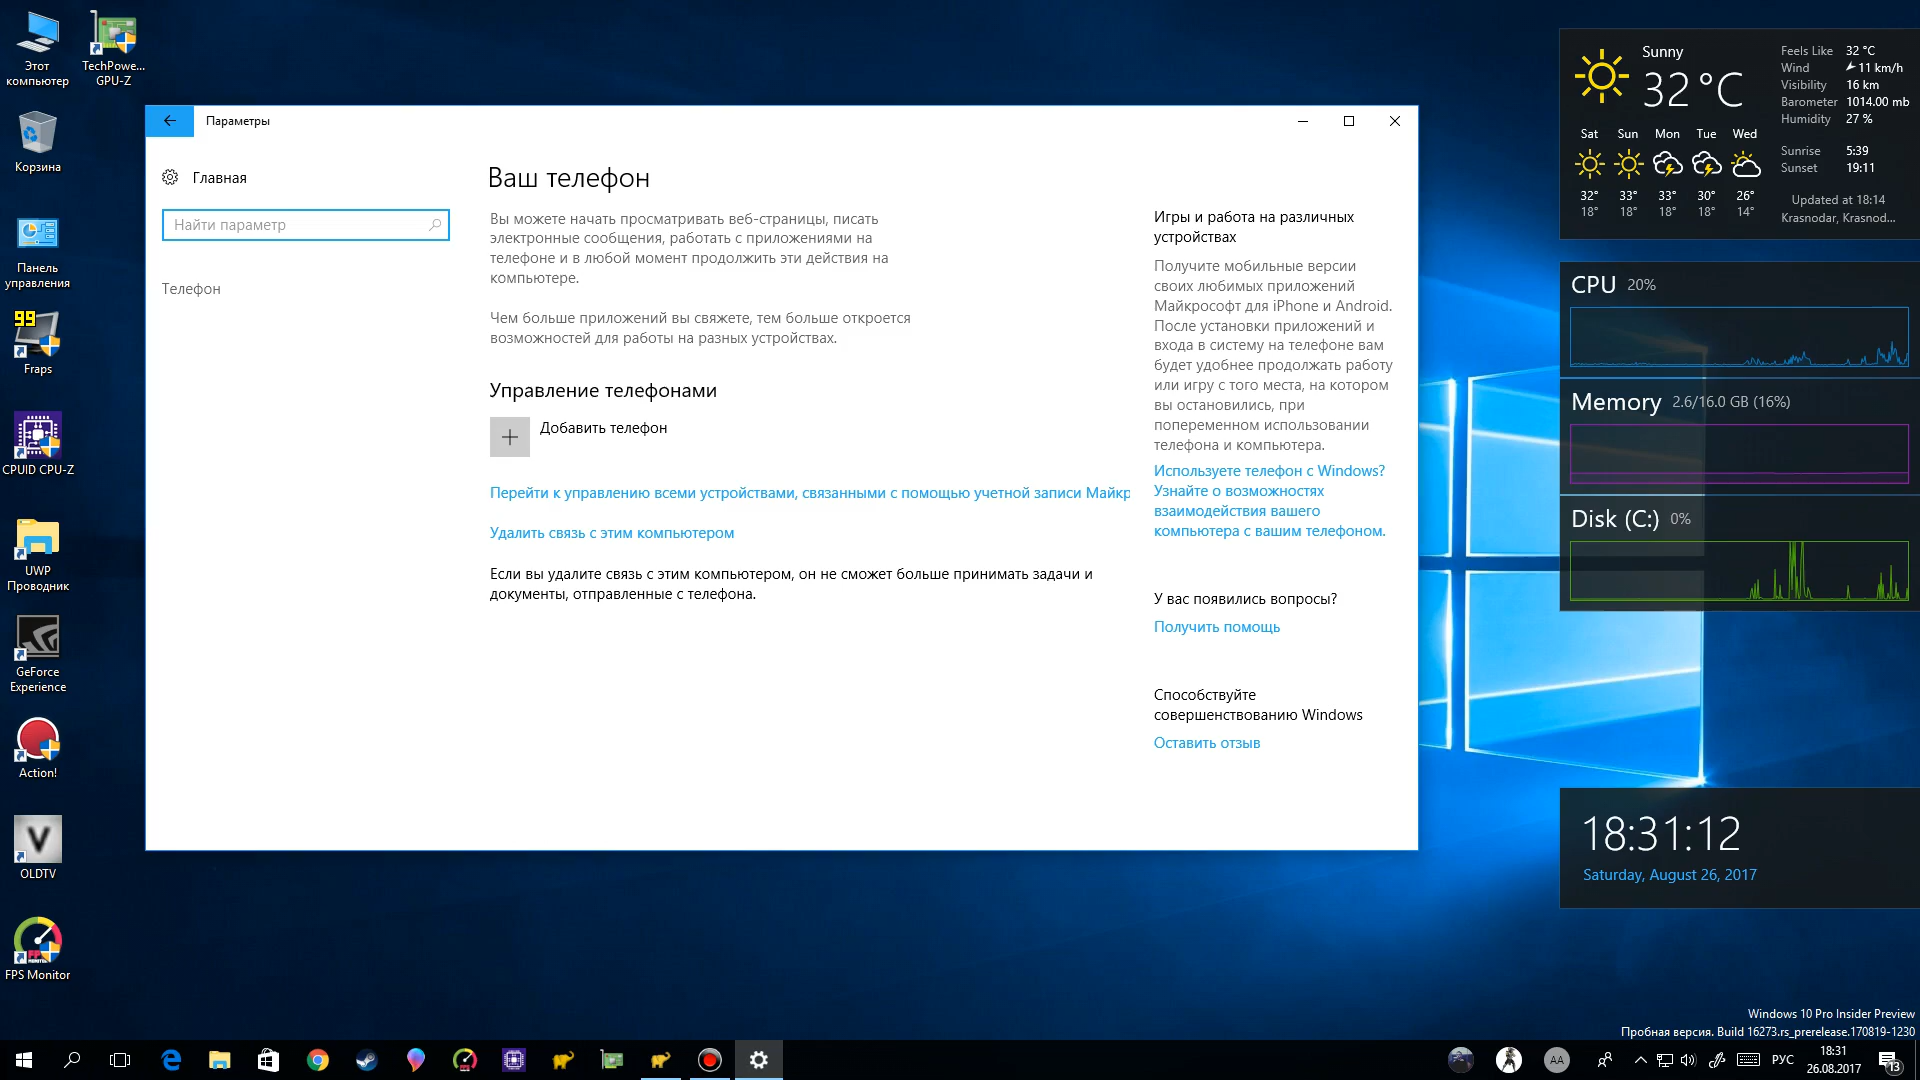 Этот
компьютер
TechPowe...
GPU-Z
Корзина
Панель
управления
99
Fraps
CPUID CPU-Z
UWP
Проводник
GeForce
Experience
Action!
V
OLDTV
FPS Monitor
Параметры
Главная
Найти параметр
Телефон
Ваш телефон
Вы можете начать просматривать веб-страницы, писать
электронные сообщения, работать с приложениями на
телефоне и в любой момент продолжить эти действия на
компьютере.
Чем больше приложений вы свяжете, тем больше откроется
возможностей для работы на разных устройствах.
Управление телефонами
Добавить телефон
Перейти к управлению всеми устройствами, связанными с помощью учетной записи Майкр
Удалить связь с этим компьютером
Если вы удалите связь с этим компьютером, он не сможет больше принимать задачи и
документы, отправленные с телефона.
Игры и работа на различных
устройствах
Получите мобильные версии
своих любимых приложений
Майкрософт для iPhone и Android.
После установки приложений и
входа в систему на телефоне вам
будет удобнее продолжать работу
или игру с того места, на котором
вы остановились, при
попеременном использовании
телефона и компьютера.
Используете телефон с Windows?
Узнайте о возможностях
взаимодействия вашего
компьютера с вашим телефоном.
У вас появились вопросы?
Получить помощь
Способствуйте
совершенствованию Windows
Оставить отзыв
Sunny
32 °C
Feels Like 32 °C
Wind 11 km/h
Visibility 16 km
Barometer 1014.00 mb
Humidity 27 %
Sat Sun Mon Tue Wed
32° 33° 33° 30° 26°
18° 18° 18° 18° 14°
Sunrise 5:39
Sunset 19:11
Updated at 18:14
Krasnodar, Krasnod...
CPU 20%
Memory 2.6/16.0 GB (16%)
Disk (C:) 0%
18:31:12
Saturday, August 26, 2017
Windows 10 Pro Insider Preview
Пробная версия. Build 16273.rs_prerelease.170819-1230
AA
РУС
18:31
26.08.2017
13